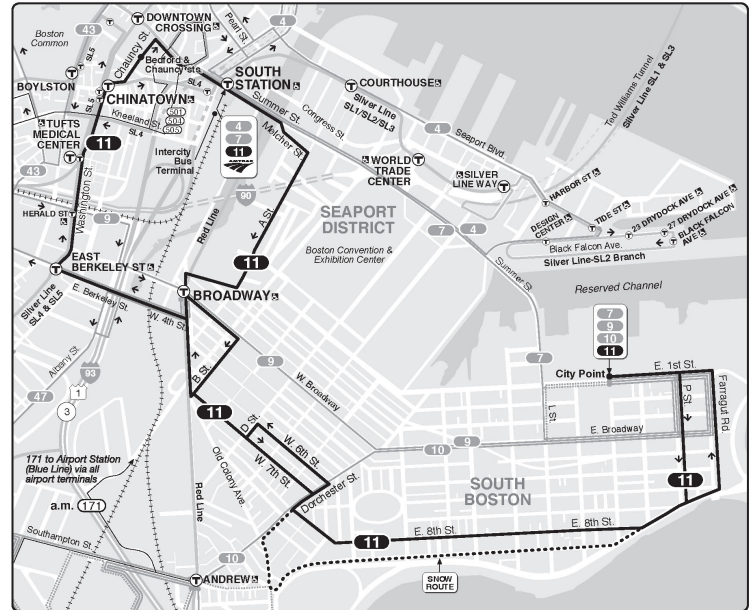 Boston
Common
43
SL5
DOWNTOWN
CROSSING
Pearl St.
4
Chauncy St.
Bedford &
Chauncy sts.
SL4
BOYLSTON
SL5
CHINATOWN
SOUTH
STATION
COURTHOUSE
Silver Line
SL1/SL2/SL3
Ted Williams Tunnel
Silver Line SL1 & SL3
TUFTS
MEDICAL
CENTER
Kneeland St.
SL4
501
504
505
Summer St.
Melcher St.
Congress St.
4
Seaport Blvd.
11
Intercity
Bus
Terminal
4
7
11
AMTRAK
WORLD
TRADE
CENTER
SILVER
LINE WAY
HARBOR ST
43
Washington St.
90
Red Line
A St.
SEAPORT
DISTRICT
Boston Convention &
Exhibition Center
DESIGN
CENTER
TIDE ST
23 DRYDOCK AVE
27 DRYDOCK AVE
BLACK FALCON
AVE
HERALD ST
9
7
4
Black Falcon Ave.
Silver Line-SL2 Branch
EAST
BERKELEY ST
11
Summer St.
Reserved Channel
Silver Line
SL4 & SL5
E. Berkeley St.
BROADWAY
W. 4th St.
7
9
10
11
Albany St.
93
1
B St.
9
W. Broadway
7
City Point
E. 1st St.
47
3
11
L St.
P St.
Farragut Rd.
D St.
W. 6th St.
W. 7th St.
E. Broadway
10
9
171 to Airport Station
(Blue Line) via all
airport terminals
Old Colony Ave.
Red Line
Dorchester St.
SOUTH
BOSTON
11
a.m. 171
E. 8th St.
E. 8th St.
11
Southampton St.
10
ANDREW
SNOW
ROUTE